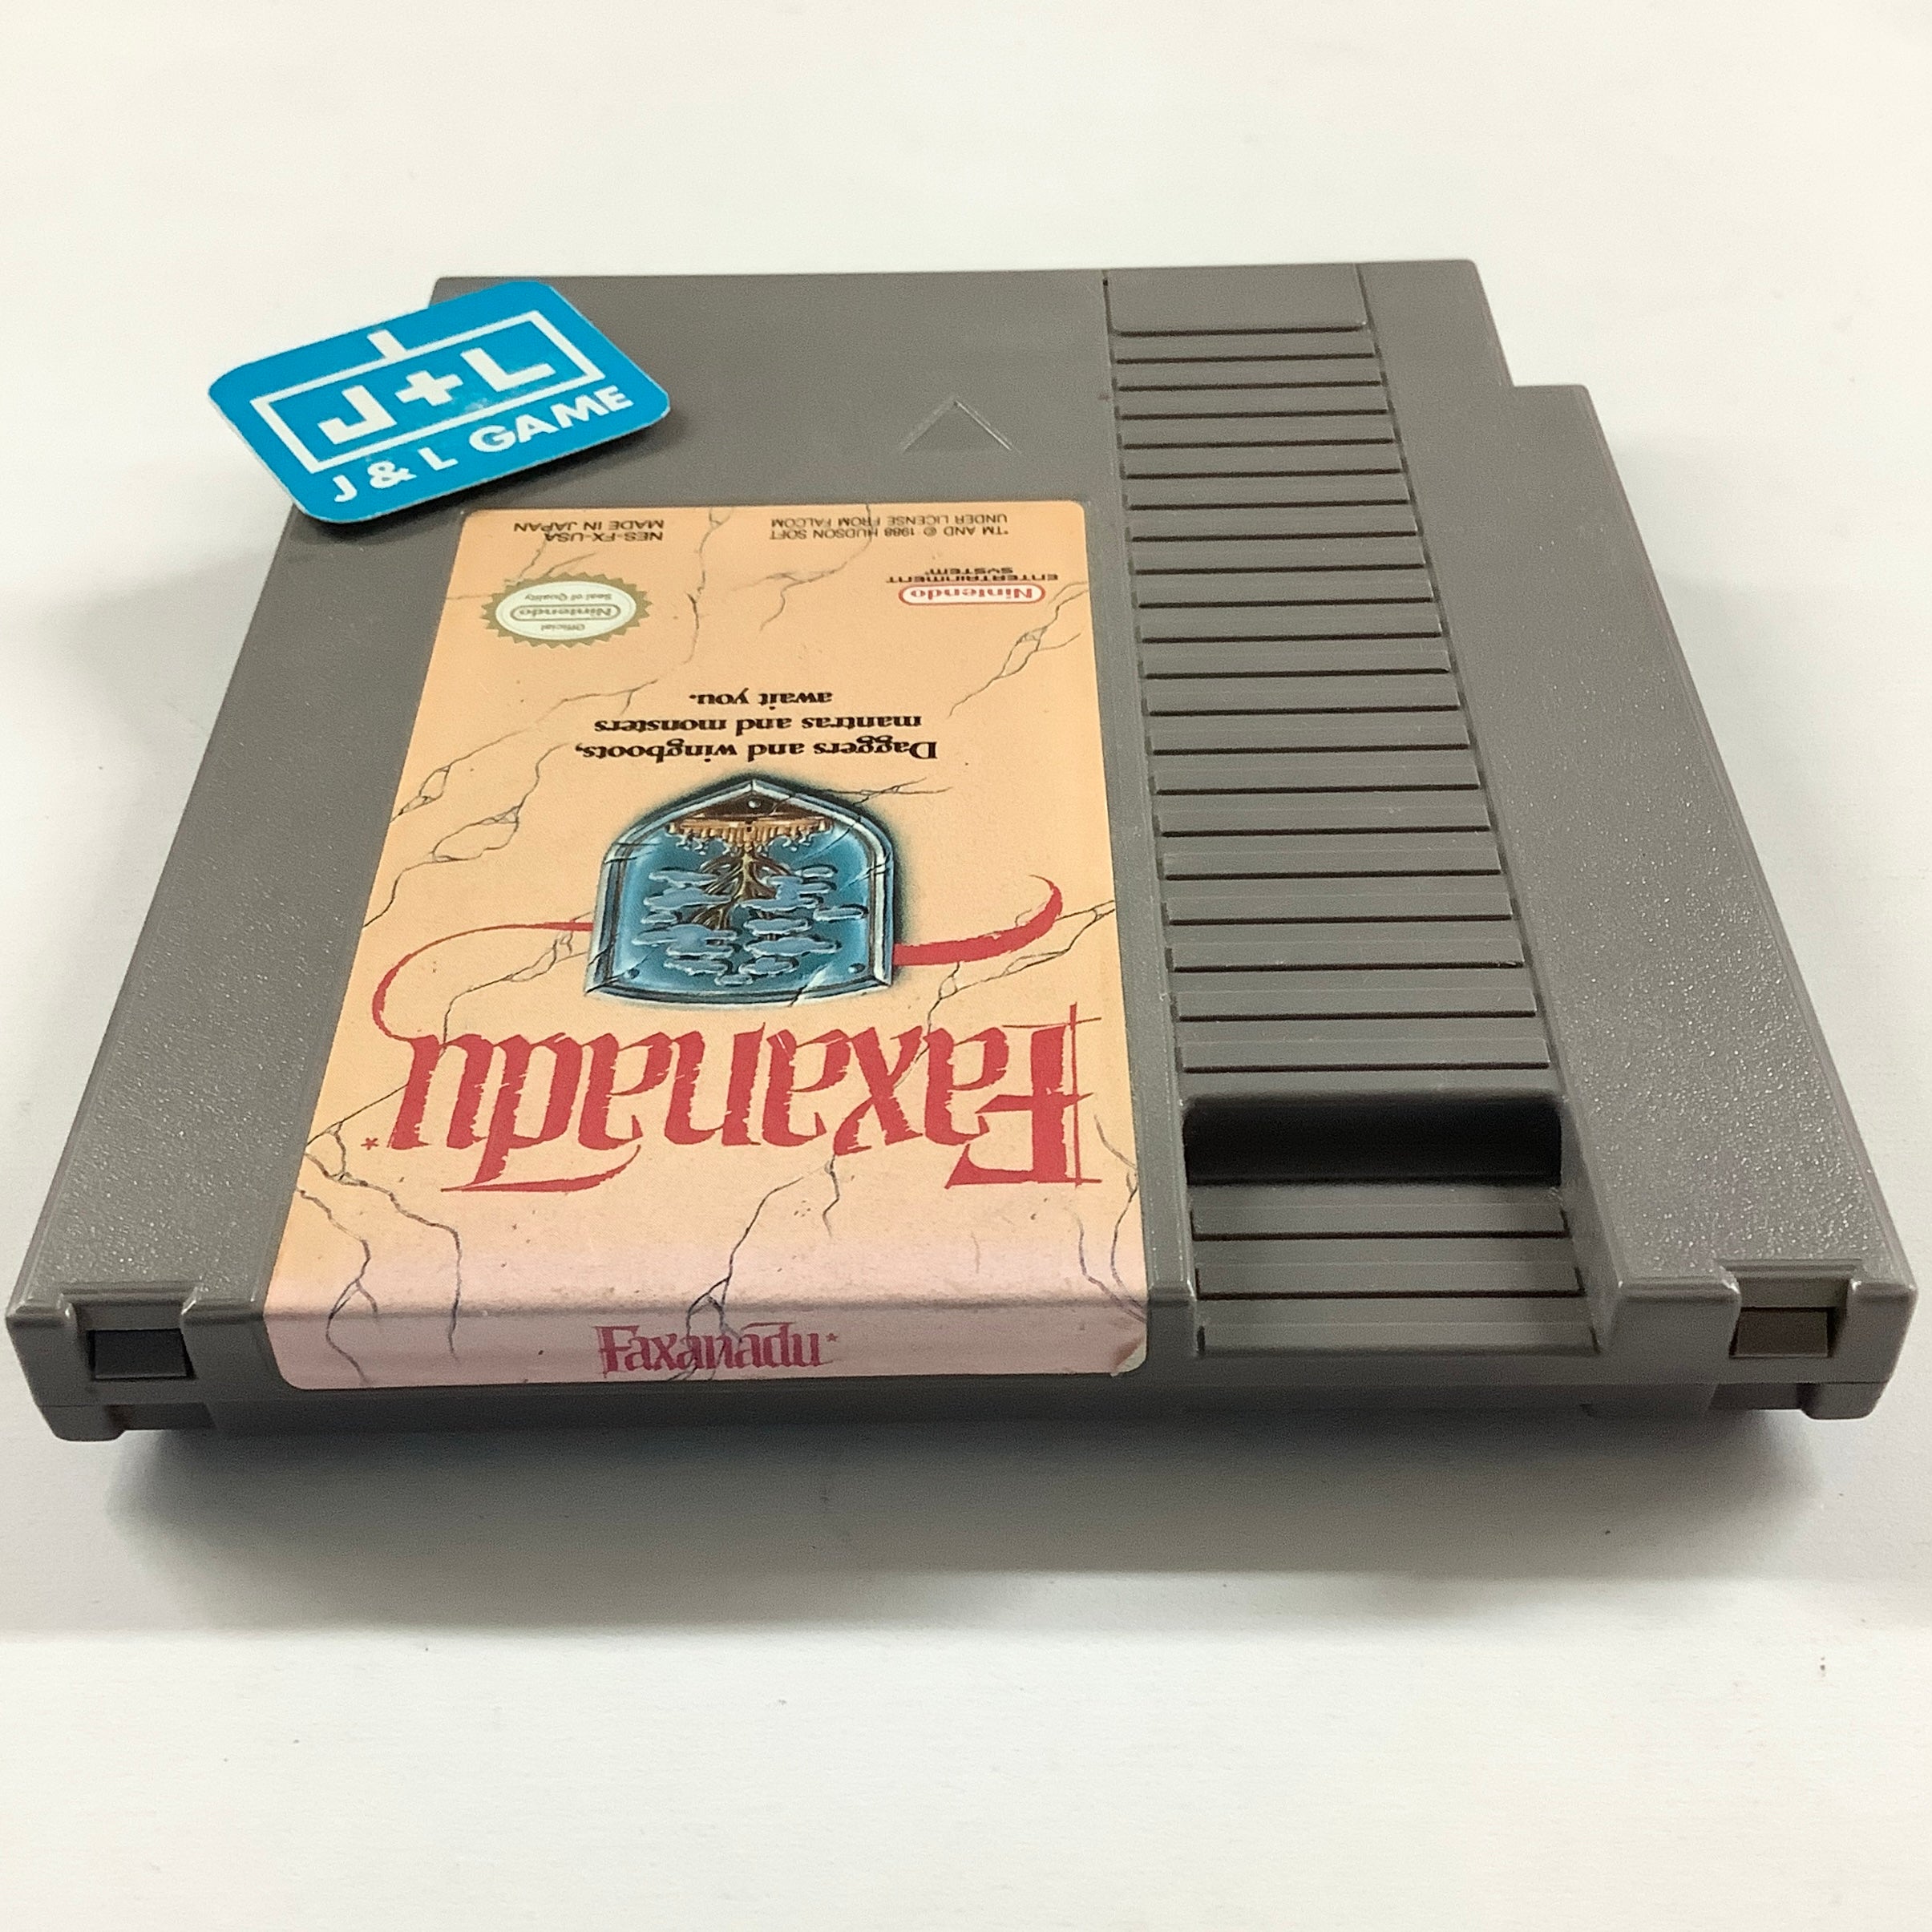 J+L
J & L GAME
Faxanadu*
Daggers and wingboots,
mantras and monsters
await you.
Nintendo
ENTERTAINMENT
SYSTEM®
Official
Nintendo
Seal of Quality
*TM AND © 1988 HUDSON SOFT
UNDER LICENSE FROM FALCOM
NES-FX-USA
MADE IN JAPAN
Faxanadu*